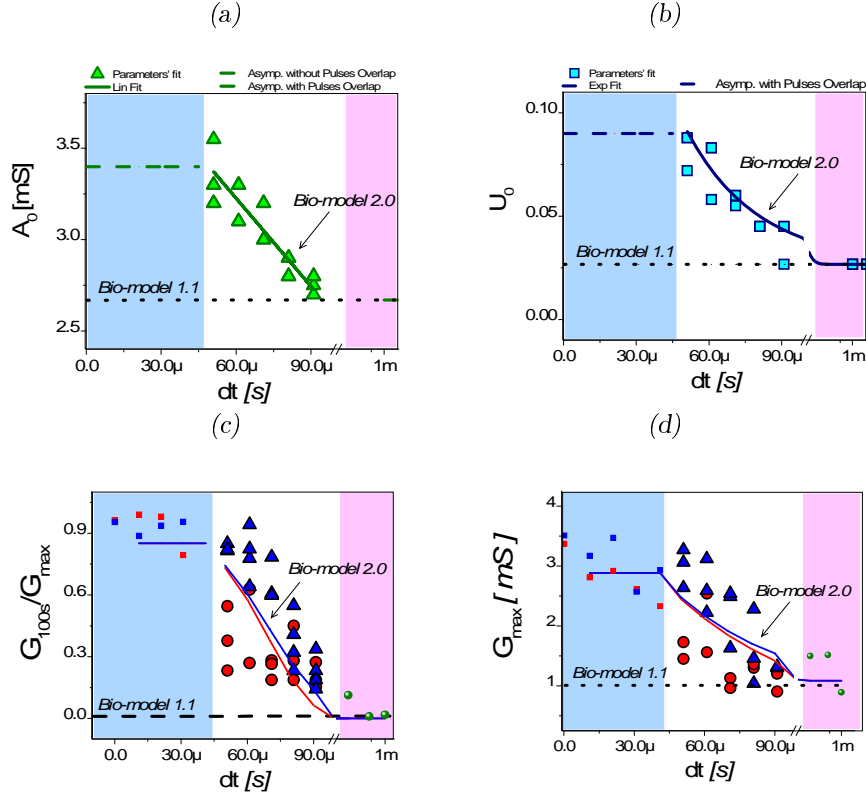 (a)
Parameters' fit
Asymp. without Pulses Overlap
Lin Fit
Asymp. with Pulses Overlap
A0 [mS]
3.5
3.0
2.5
Bio-model 2.0
Bio-model 1.1
0.0 30.0µ 60.0µ 90.0µ 1m
dt [s]
(b)
Parameters' fit
Exp Fit
Asymp. with Pulses Overlap
U0
0.10
0.05
0.00
Bio-model 2.0
Bio-model 1.1
0.0 30.0µ 60.0µ 90.0µ 1m
dt [s]
(c)
G100s/Gmax
0.9
0.6
0.3
0.0
Bio-model 2.0
Bio-model 1.1
0.0 30.0µ 60.0µ 90.0µ 1m
dt [s]
(d)
Gmax [ mS]
4
3
2
1
Bio-model 2.0
Bio-model 1.1
0.0 30.0µ 60.0µ 90.0µ 1m
dt [s]